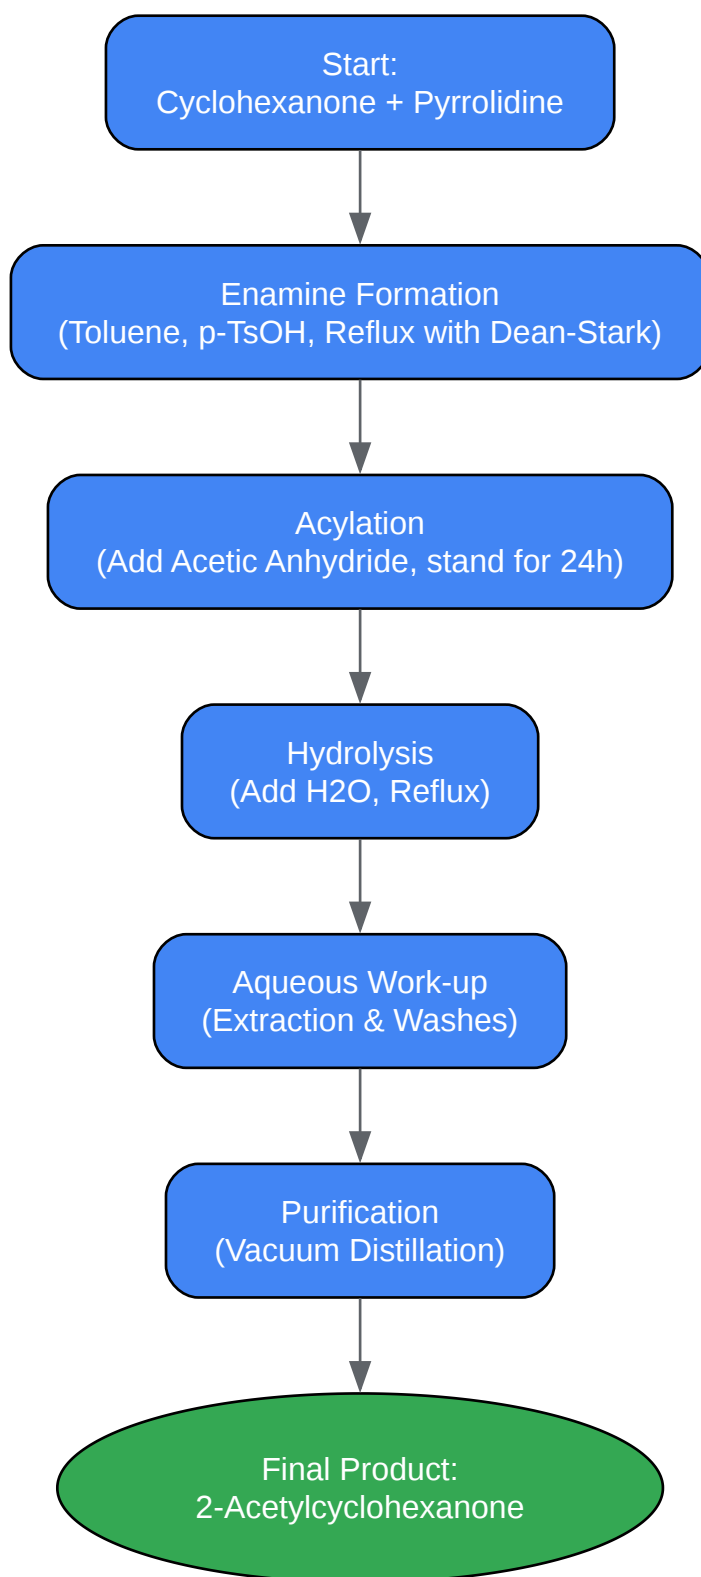 Start:
Cyclohexanone + Pyrrolidine
Enamine Formation
(Toluene, p-TsOH, Reflux with Dean-Stark)
Acylation
(Add Acetic Anhydride, stand for 24h)
Hydrolysis
(Add H2O, Reflux)
Aqueous Work-up
(Extraction & Washes)
Purification
(Vacuum Distillation)
Final Product:
2-Acetylcyclohexanone